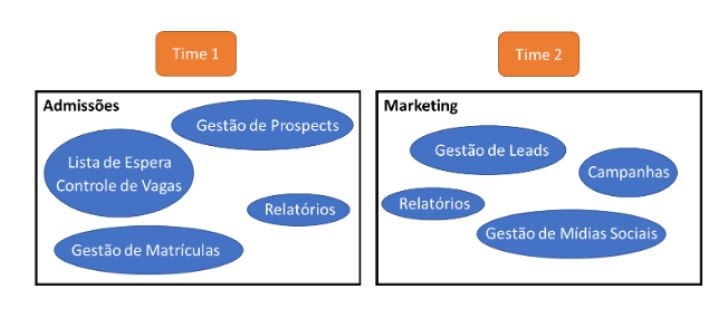 Time 1
Time 2
Admissões
Gestão de Prospects
Lista de Espera
Controle de Vagas
Relatórios
Gestão de Matrículas
Marketing
Gestão de Leads
Campanhas
Relatórios
Gestão de Mídias Sociais